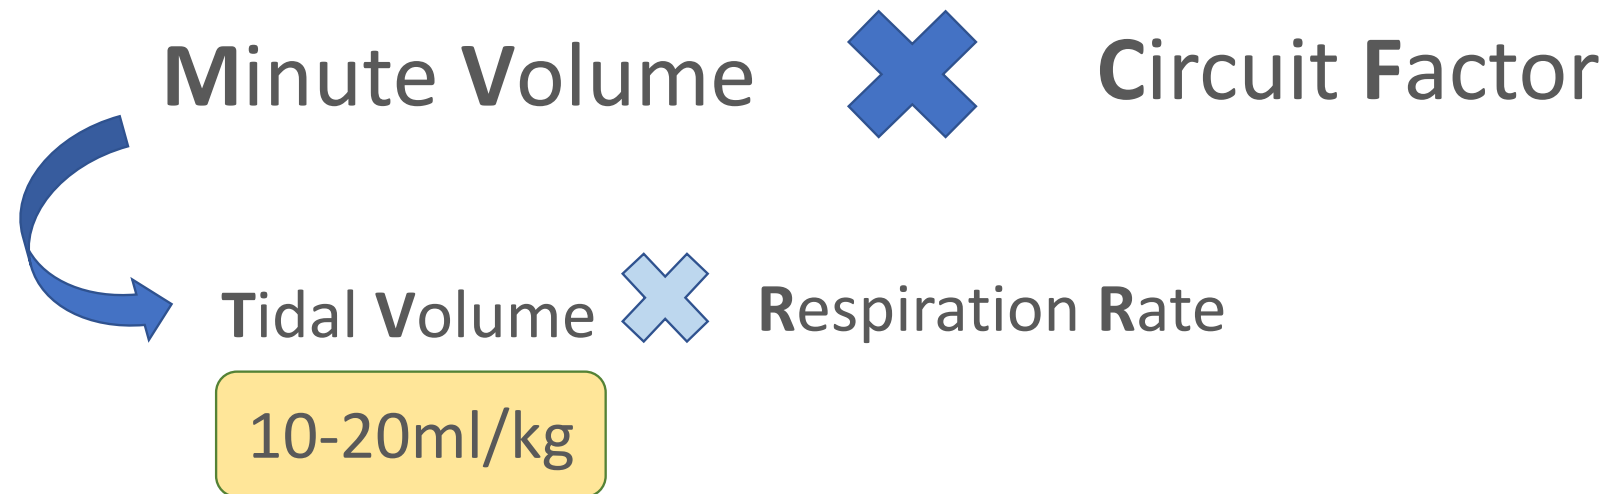 Minute Volume Circuit Factor
Tidal Volume Respiration Rate
10-20ml/kg